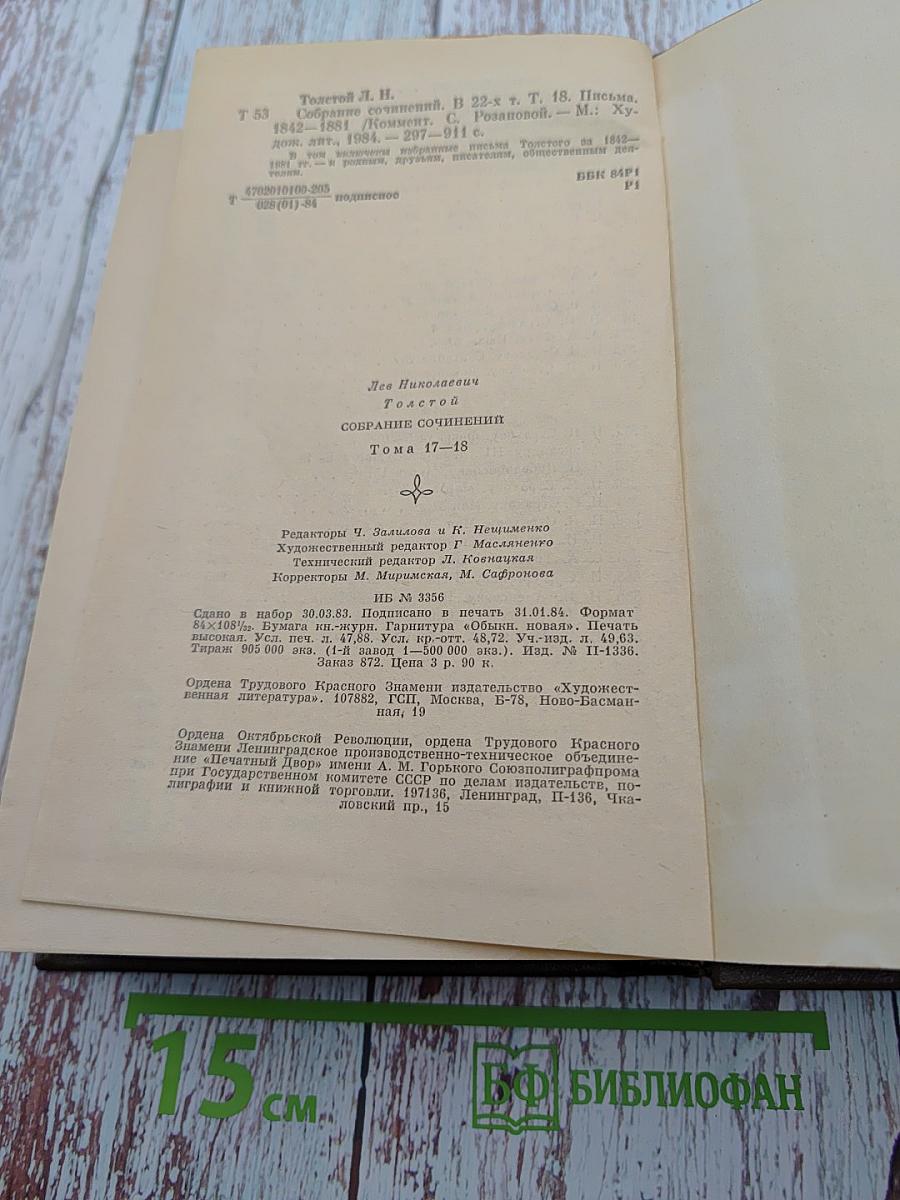 Толстой Л. Н.
Т 53 Собрание сочинений. В 22-х т. Т. 18. Письма.
1842—1881 /Коммент. С. Розановой. — М.: Ху-
дож. лит., 1984. — 297—911 с.
В том включены избранные письма Толстого за 1842—
1881 гг. — к родным, друзьям, писателям, общественным дея-
телям.
Т 4702010100-205 подписное
028(01)-84
ББК 84Р1
Р1
Лев Николаевич
Толстой
СОБРАНИЕ СОЧИНЕНИЙ
Тома 17—18
Редакторы Ч. Залилова и К. Нещименко
Художественный редактор Г Масляненко
Технический редактор Л. Ковнацкая
Корректоры М. Миримская, М. Сафронова
ИБ № 3356
Сдано в набор 30.03.83. Подписано в печать 31.01.84. Формат
84×108¹/₃₂. Бумага кн.-журн. Гарнитура «Обыкн. новая». Печать
высокая. Усл. печ. л. 47,88. Усл. кр.-отт. 48,72. Уч.-изд. л. 49,63.
Тираж 905 000 экз. (1-й завод 1—500 000 экз.). Изд. № II-1336.
Заказ 872. Цена 3 р. 90 к.
Ордена Трудового Красного Знамени издательство «Художест-
венная литература». 107882, ГСП, Москва, Б-78, Ново-Басман-
ная, 19
Ордена Октябрьской Революции, ордена Трудового Красного
Знамени Ленинградское производственно-техническое объедине-
ние «Печатный Двор» имени А. М. Горького Союзполиграфпрома
при Государственном комитете СССР по делам издательств, по-
лиграфии и книжной торговли. 197136, Ленинград, П-136, Чка-
ловский пр., 15
15 см
БФ БИБЛИОФАН